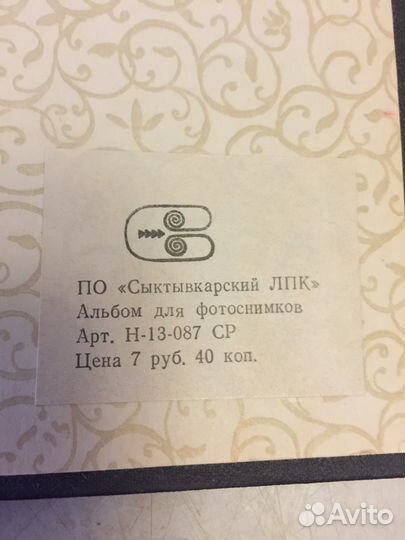 ПО «Сыктывкарский ЛПК»
Альбом для фотоснимков
Арт. Н-13-087 СР
Цена 7 руб. 40 коп.
Avito